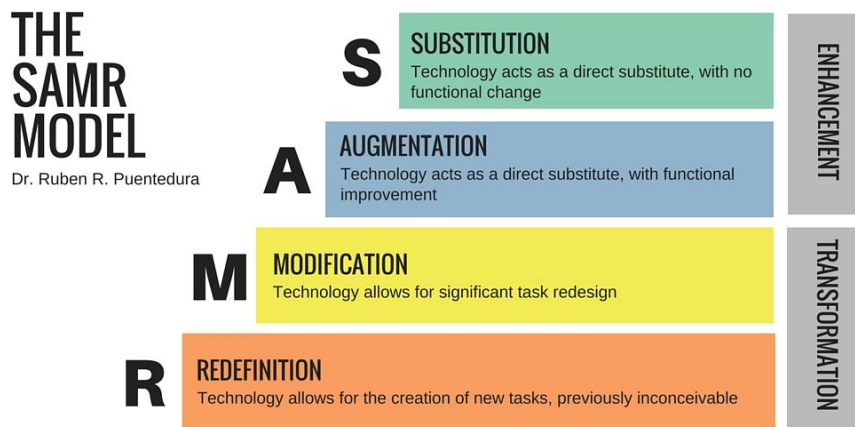 THE
SAMR
MODEL
Dr. Ruben R. Puentedura
S
SUBSTITUTION
Technology acts as a direct substitute, with no
functional change
A
AUGMENTATION
Technology acts as a direct substitute, with functional
improvement
ENHANCEMENT
M
MODIFICATION
Technology allows for significant task redesign
R
REDEFINITION
Technology allows for the creation of new tasks, previously inconceivable
TRANSFORMATION